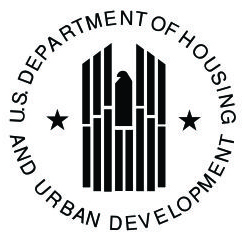 U.S. DEPARTMENT OF HOUSING
AND URBAN DEVELOPMENT